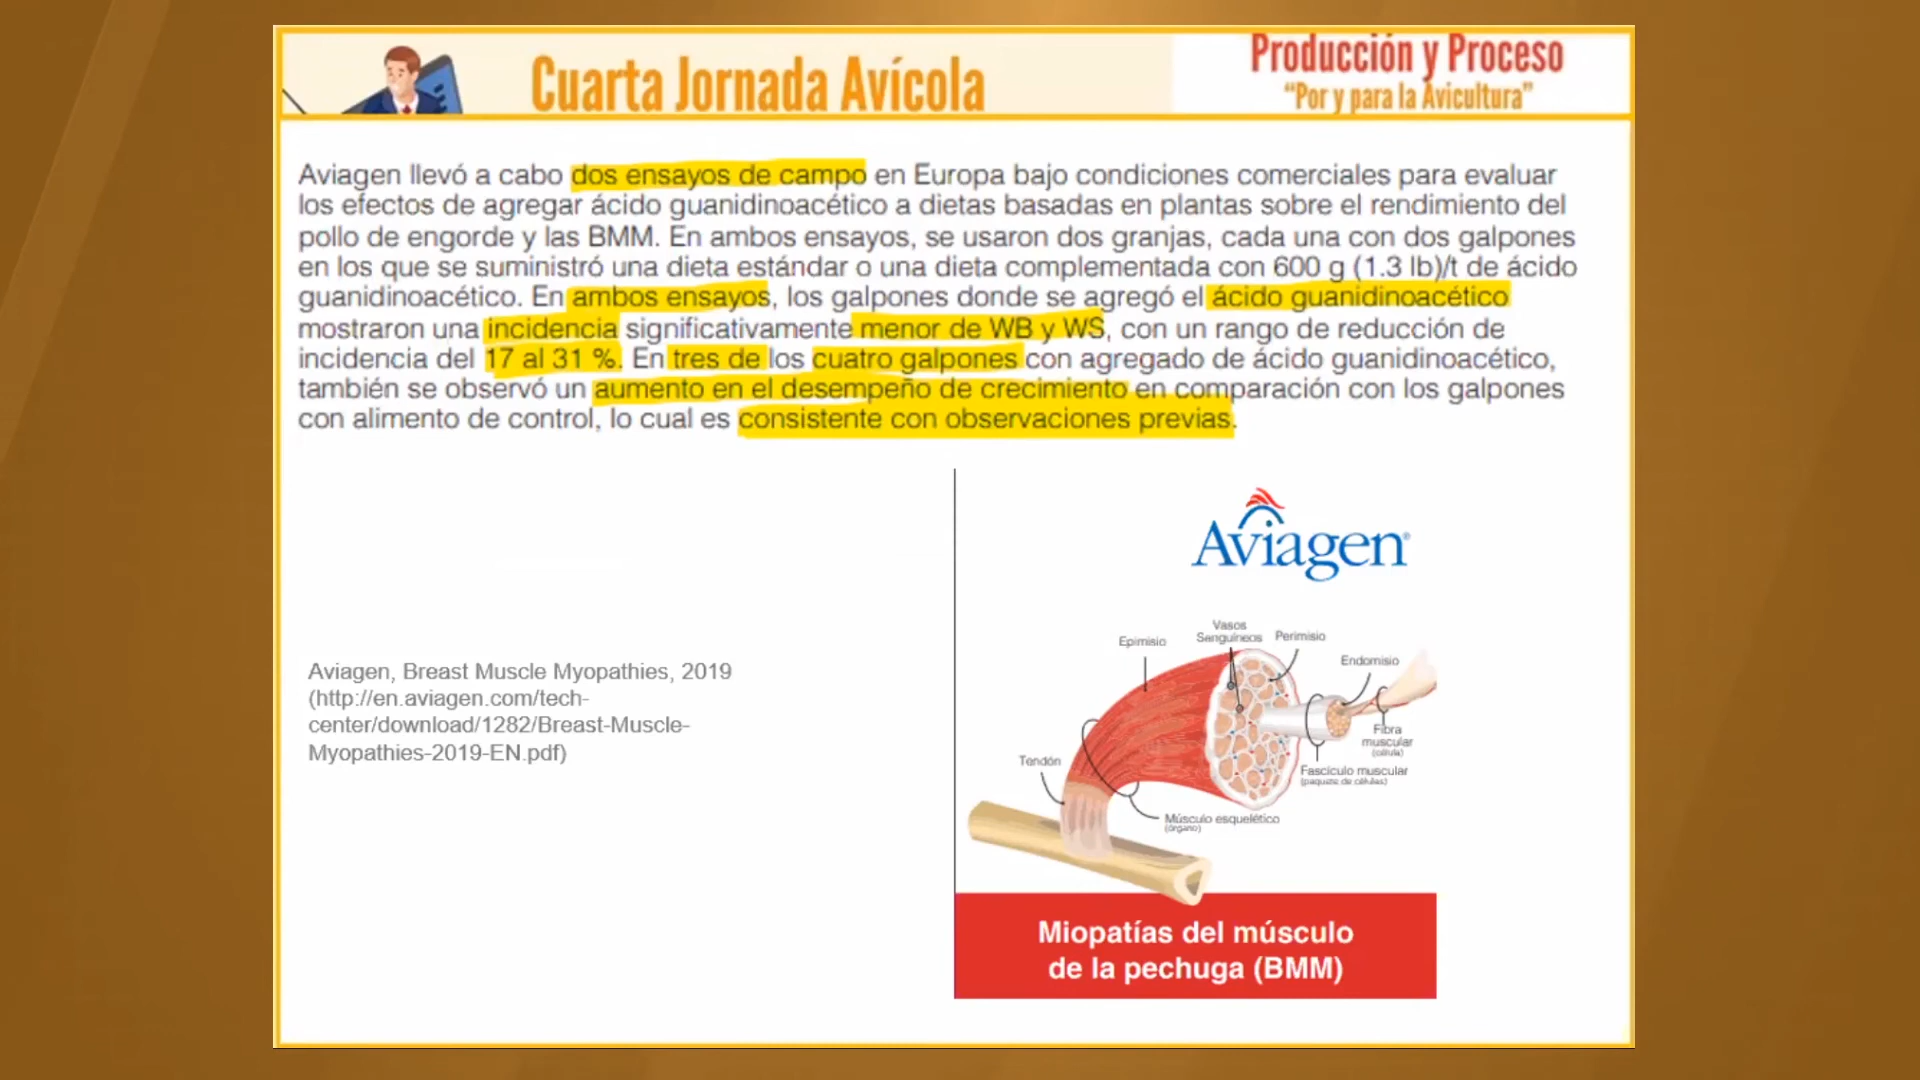 Cuarta Jornada Avícola
Producción y Proceso
“Por y para la Avicultura”
Aviagen llevó a cabo dos ensayos de campo en Europa bajo condiciones comerciales para evaluar
los efectos de agregar ácido guanidinoacético a dietas basadas en plantas sobre el rendimiento del
pollo de engorde y las BMM. En ambos ensayos, se usaron dos granjas, cada una con dos galpones
en los que se suministró una dieta estándar o una dieta complementada con 600 g (1.3 lb)/t de ácido
guanidinoacético. En ambos ensayos, los galpones donde se agregó el ácido guanidinoacético
mostraron una incidencia significativamente menor de WB y WS, con un rango de reducción de
incidencia del 17 al 31 %. En tres de los cuatro galpones con agregado de ácido guanidinoacético,
también se observó un aumento en el desempeño de crecimiento en comparación con los galpones
con alimento de control, lo cual es consistente con observaciones previas.
Aviagen, Breast Muscle Myopathies, 2019
(http://en.aviagen.com/tech-
center/download/1282/Breast-Muscle-
Myopathies-2019-EN.pdf)
Aviagen®
Epimisio
Vasos
Sanguíneos
Perimisio
Endomisio
Fibra
muscular
(célula)
Fascículo muscular
(paquete de células)
Tendón
Músculo esquelético
(órgano)
Miopatías del músculo
de la pechuga (BMM)